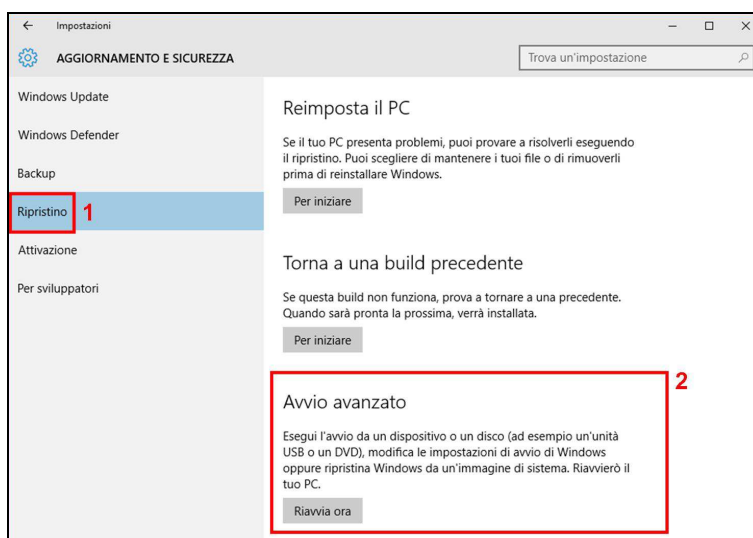 Impostazioni
AGGIORNAMENTO E SICUREZZA
Trova un'impostazione
Windows Update
Windows Defender
Backup
Ripristino 1
Attivazione
Per sviluppatori
Reimposta il PC
Se il tuo PC presenta problemi, puoi provare a risolverli eseguendo
il ripristino. Puoi scegliere di mantenere i tuoi file o di rimuoverli
prima di reinstallare Windows.
Per iniziare
Torna a una build precedente
Se questa build non funziona, prova a tornare a una precedente.
Quando sarà pronta la prossima, verrà installata.
Per iniziare
2
Avvio avanzato
Esegui l'avvio da un dispositivo o un disco (ad esempio un'unità
USB o un DVD), modifica le impostazioni di avvio di Windows
oppure ripristina Windows da un'immagine di sistema. Riavvierò il
tuo PC.
Riavvia ora